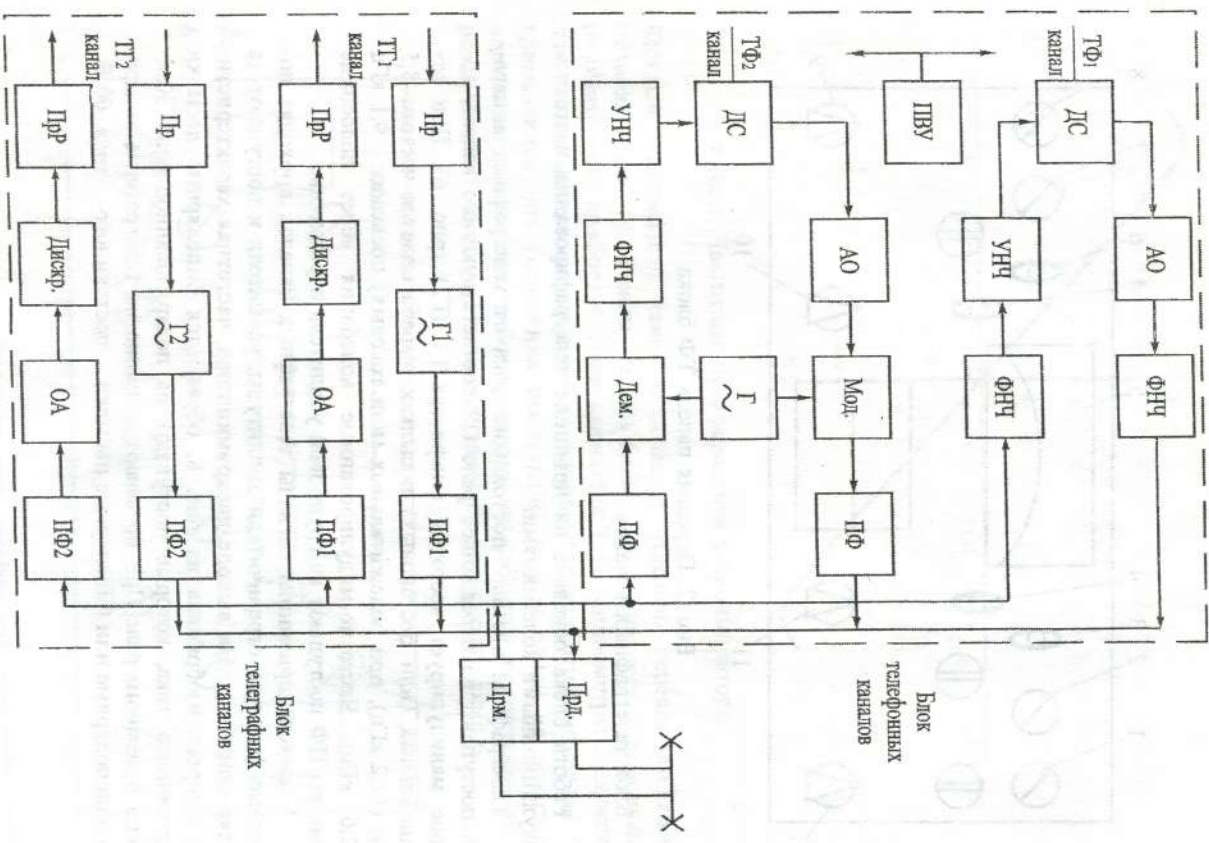 Блок
телефонных
каналов
Блок
телеграфных
каналов
Прд.
Прм.
ФНЧ
ФНЧ
ПФ
ПФ
ПФ1
ПФ1
ПФ2
ПФ2
АО
УНЧ
Мод.
Г
Дем.
Г1
ОА
Г2
ОА
АО
ФНЧ
Дискр.
Дискр.
ДС
ПВУ
ДС
УНЧ
Пр
ПрР
Пр
ПрР
ТФ1
канал
ТФ2
канал
ТГ1
канал
ТГ2
канал